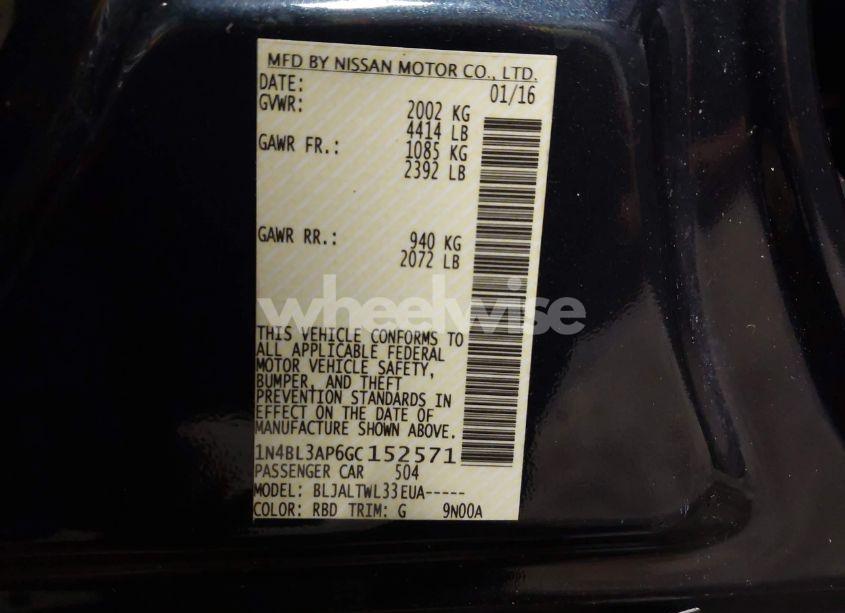 MFD BY NISSAN MOTOR CO., LTD.
DATE: 01/16
GVWR: 2002 KG
4414 LB
GAWR FR.: 1085 KG
2392 LB
GAWR RR.: 940 KG
2072 LB
wheelwise
THIS VEHICLE CONFORMS TO
ALL APPLICABLE FEDERAL
MOTOR VEHICLE SAFETY,
BUMPER, AND THEFT
PREVENTION STANDARDS IN
EFFECT ON THE DATE OF
MANUFACTURE SHOWN ABOVE.
1N4BL3AP6GC152571
PASSENGER CAR 504
MODEL: BLJALTWL33EUA-----
COLOR: RBD TRIM: G 9N00A